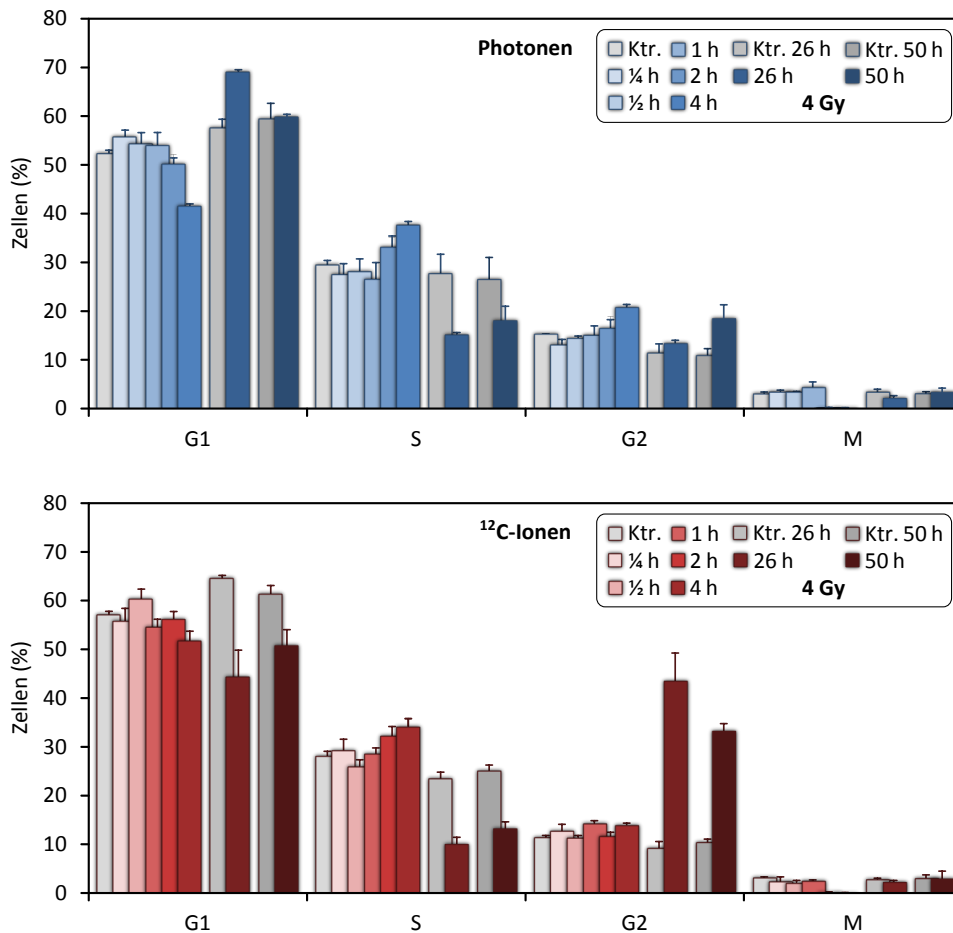 80
70
60
50
40
30
20
10
0
Zellen (%)
Photonen
Ktr. 1 h Ktr. 26 h Ktr. 50 h
¼ h 2 h 26 h 50 h
½ h 4 h 4 Gy
G1 S G2 M
80
70
60
50
40
30
20
10
0
Zellen (%)
¹²C-Ionen
Ktr. 1 h Ktr. 26 h Ktr. 50 h
¼ h 2 h 26 h 50 h
½ h 4 h 4 Gy
G1 S G2 M